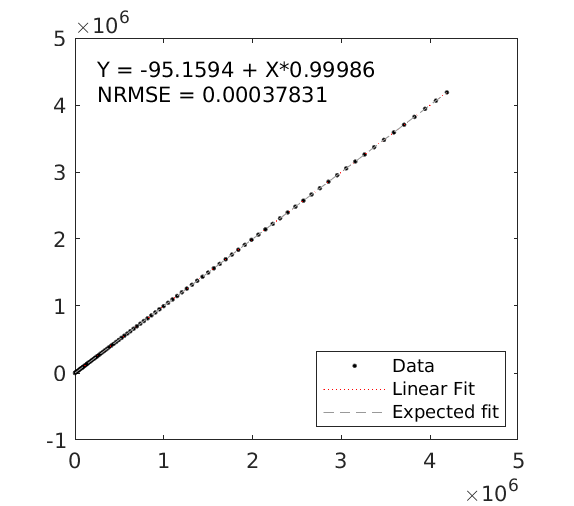 ×10⁶
5
Y = -95.1594 + X*0.99986
NRMSE = 0.00037831
4
3
2
1
0
-1
Data
Linear Fit
Expected fit
0 1 2 3 4 5
×10⁶